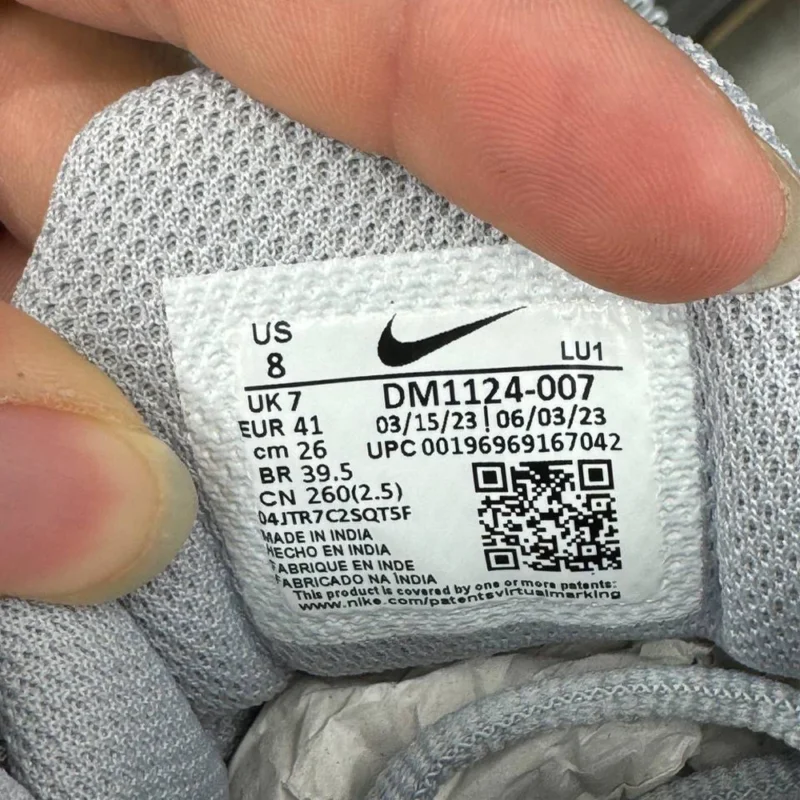 US
8
LU1
UK 7
DM1124-007
EUR 41
03/15/23 | 06/03/23
cm 26
UPC 00196969167042
BR 39.5
CN 260(2.5)
04JTR7C2SQT5F
MADE IN INDIA
HECHO EN INDIA
FABRIQUE EN INDE
FABRICADO NA ÍNDIA
This product is covered by one or more patents:
www.nike.com/patentsvirtualmarking